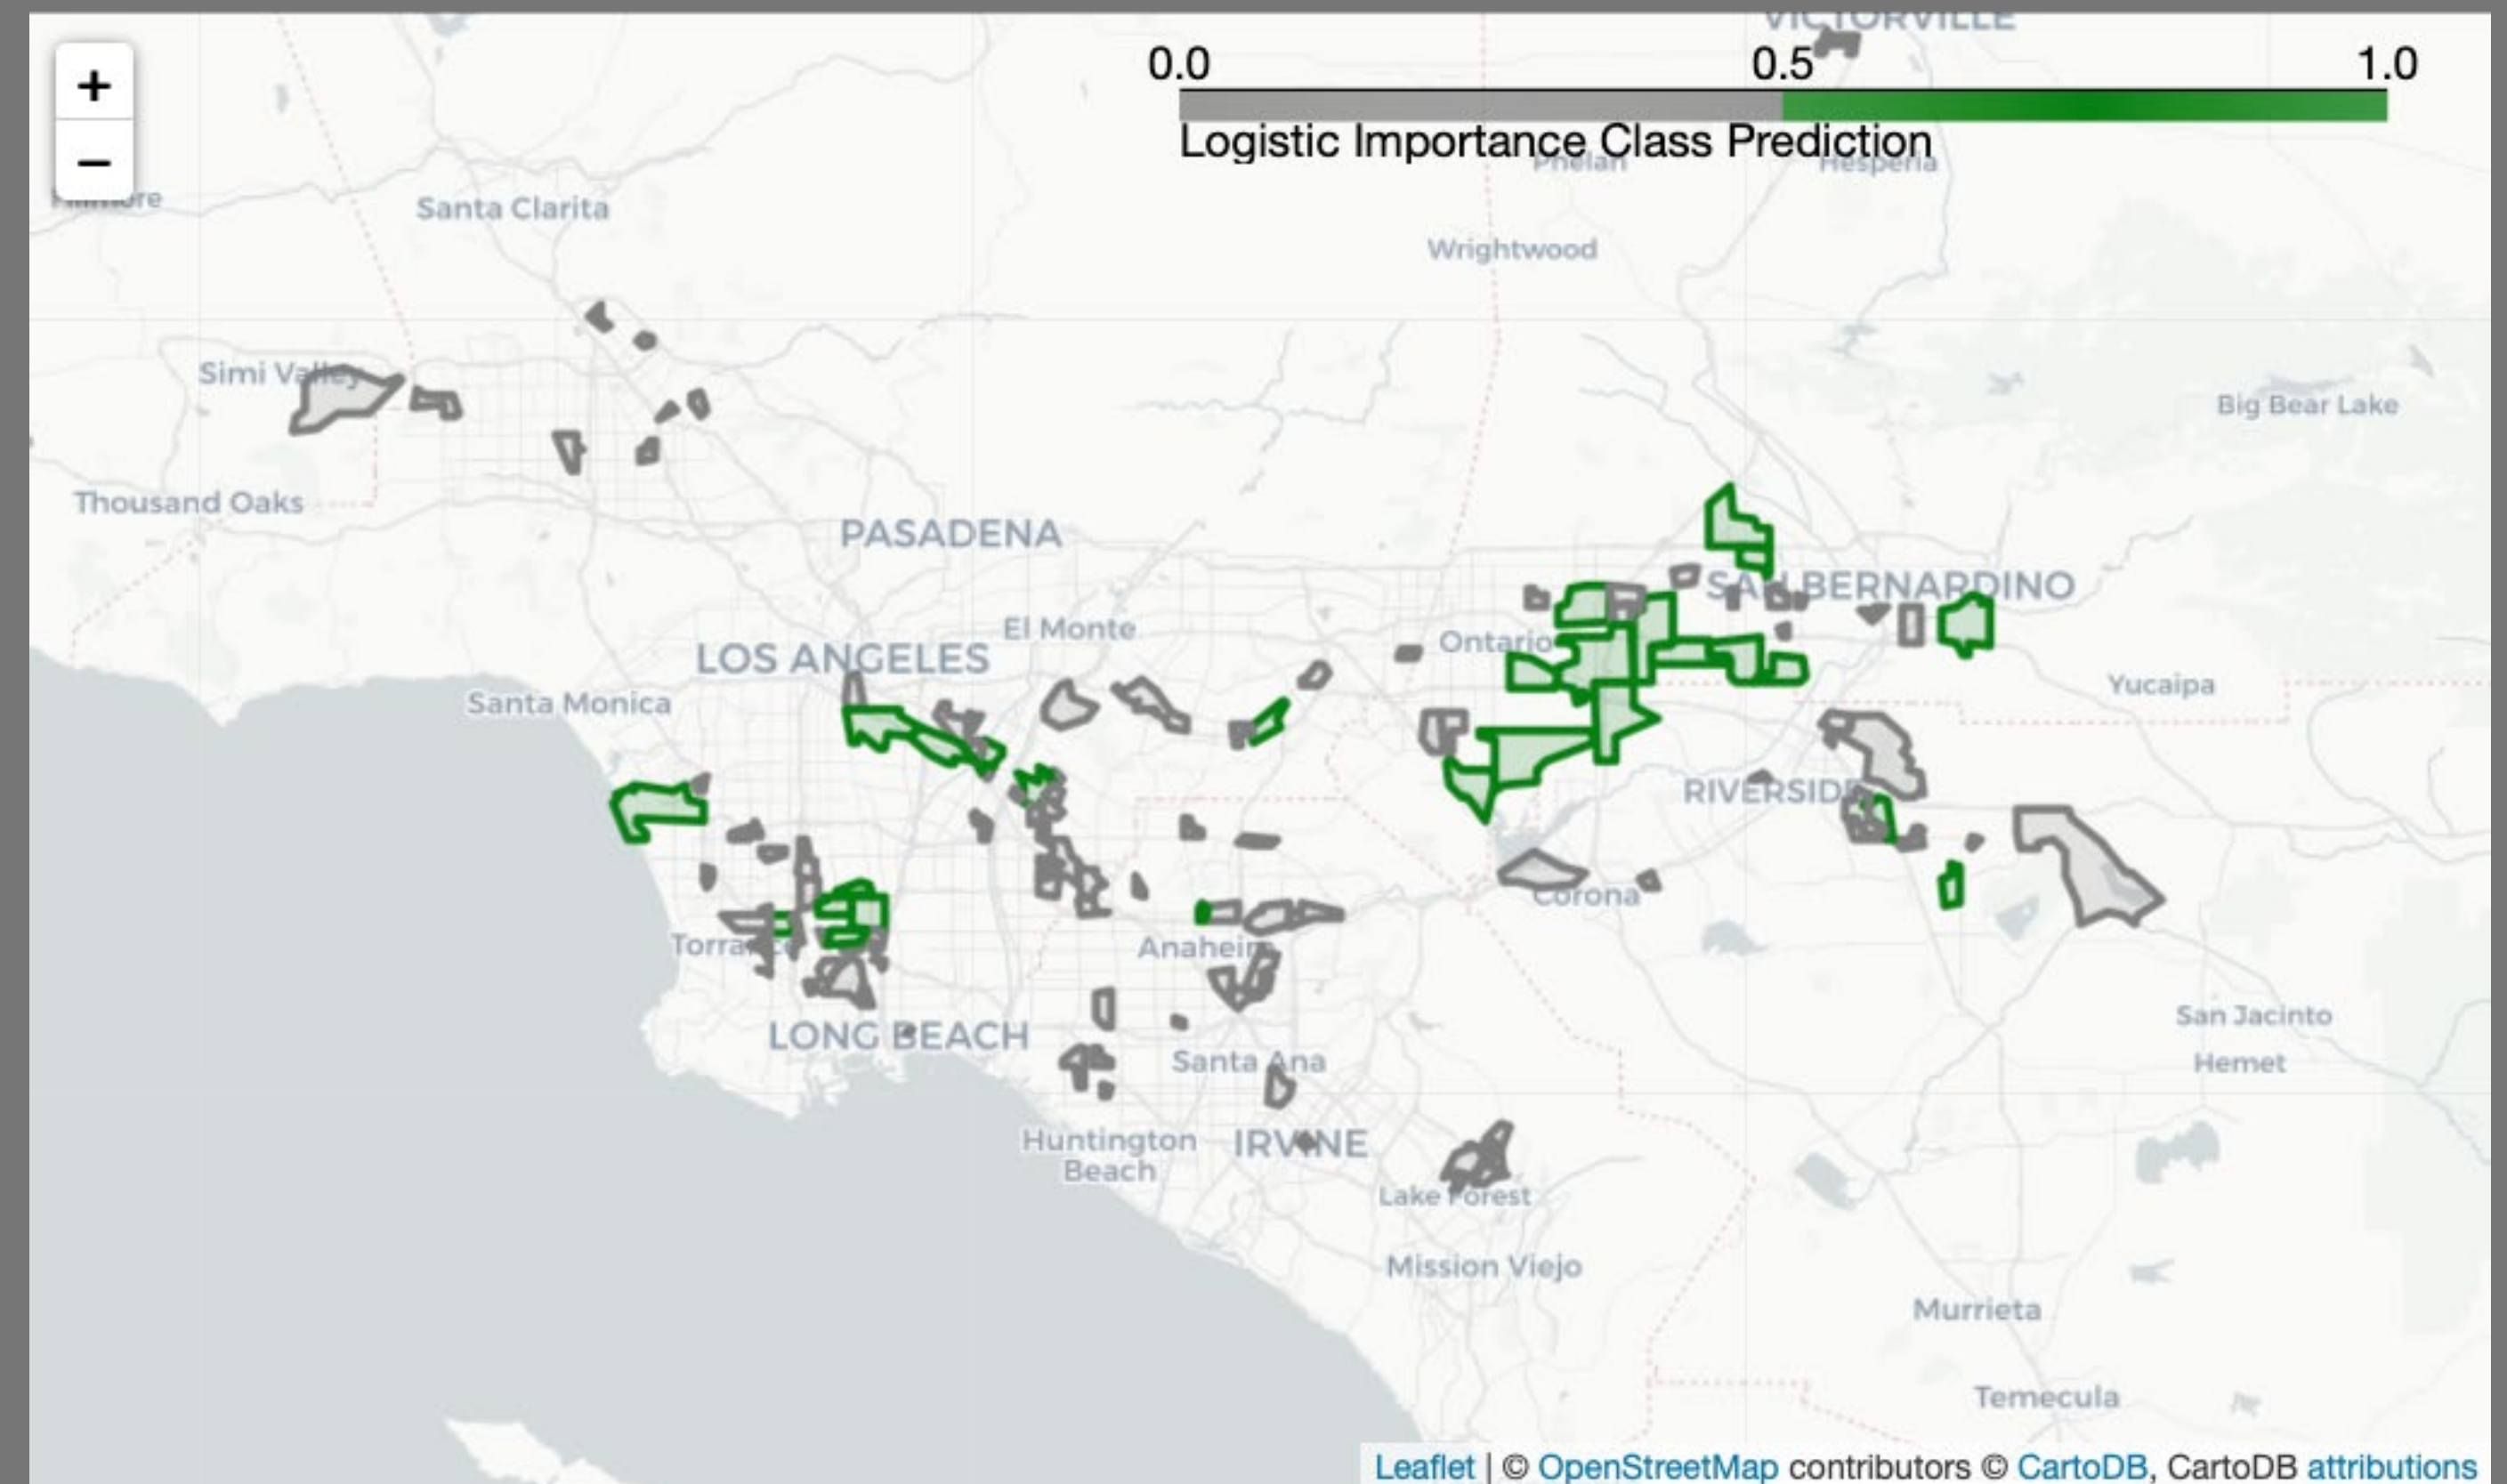 VICTORVILLE
+
0.0 0.5 1.0
Logistic Importance Class Prediction
−
Phelan Hesperia
Fillmore
Santa Clarita
Wrightwood
Simi Valley
Big Bear Lake
Thousand Oaks
PASADENA
SAN BERNARDINO
El Monte
Ontario
LOS ANGELES
Yucaipa
Santa Monica
RIVERSIDE
Corona
Torrance
Anaheim
San Jacinto
LONG BEACH
Santa Ana
Hemet
Huntington
Beach
IRVINE
Lake Forest
Mission Viejo
Murrieta
Temecula
Leaflet | © OpenStreetMap contributors © CartoDB, CartoDB attributions